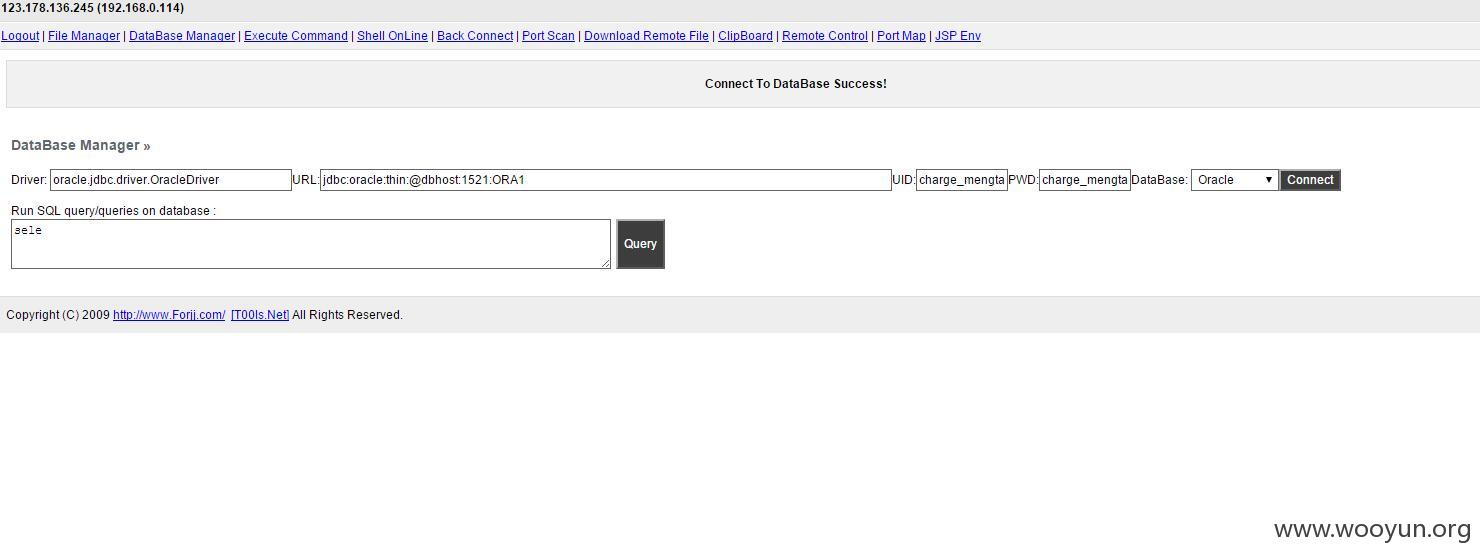 123.178.136.245 (192.168.0.114)
Logout | File Manager | DataBase Manager | Execute Command | Shell OnLine | Back Connect | Port Scan | Download Remote File | ClipBoard | Remote Control | Port Map | JSP Env
Connect To DataBase Success!
DataBase Manager »
Driver: oracle.jdbc.driver.OracleDriver URL: jdbc:oracle:thin:@dbhost:1521:ORA1 UID: charge_mengta PWD: charge_mengta DataBase: Oracle Connect
Run SQL query/queries on database :
sele
Query
Copyright (C) 2009 http://www.Forjj.com/ [T00ls.Net] All Rights Reserved.
www.wooyun.org